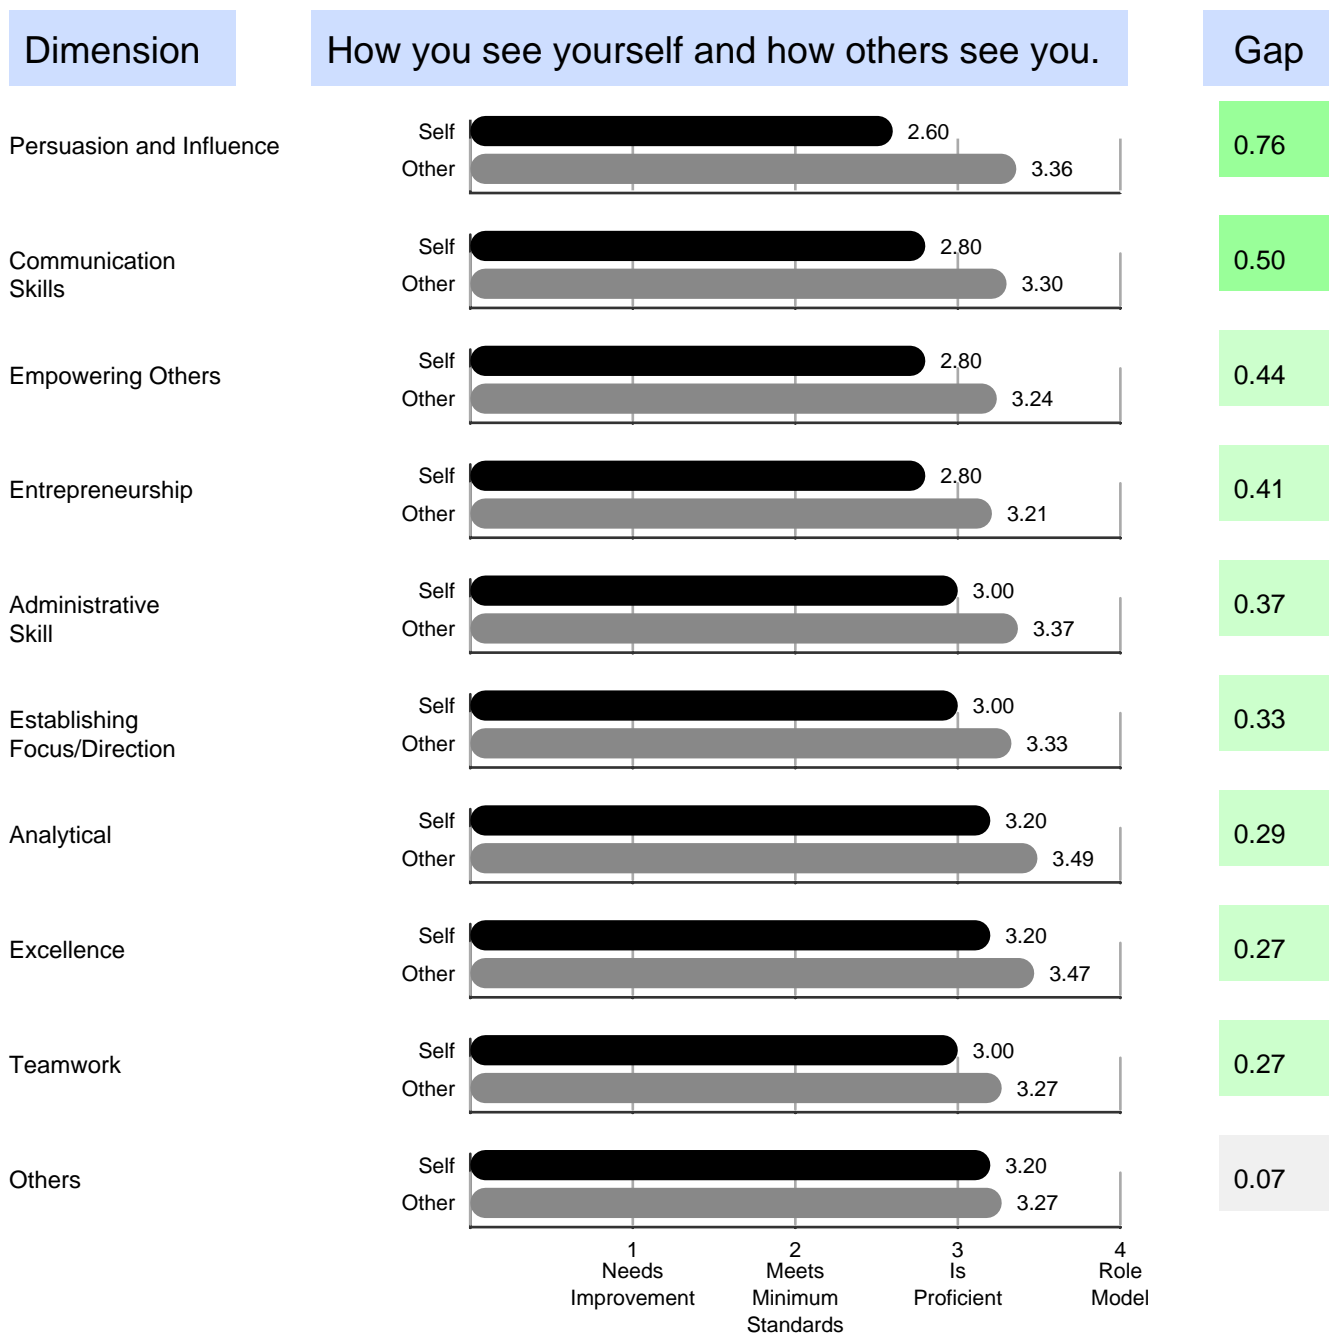 Dimension
How you see yourself and how others see you.
Gap
Persuasion and Influence
Self
2.60
Other
3.36
0.76
Communication
Skills
Self
2.80
Other
3.30
0.50
Empowering Others
Self
2.80
Other
3.24
0.44
Entrepreneurship
Self
2.80
Other
3.21
0.41
Administrative
Skill
Self
3.00
Other
3.37
0.37
Establishing
Focus/Direction
Self
3.00
Other
3.33
0.33
Analytical
Self
3.20
Other
3.49
0.29
Excellence
Self
3.20
Other
3.47
0.27
Teamwork
Self
3.00
Other
3.27
0.27
Others
Self
3.20
Other
3.27
0.07
1
Needs
Improvement
2
Meets
Minimum
Standards
3
Is
Proficient
4
Role
Model